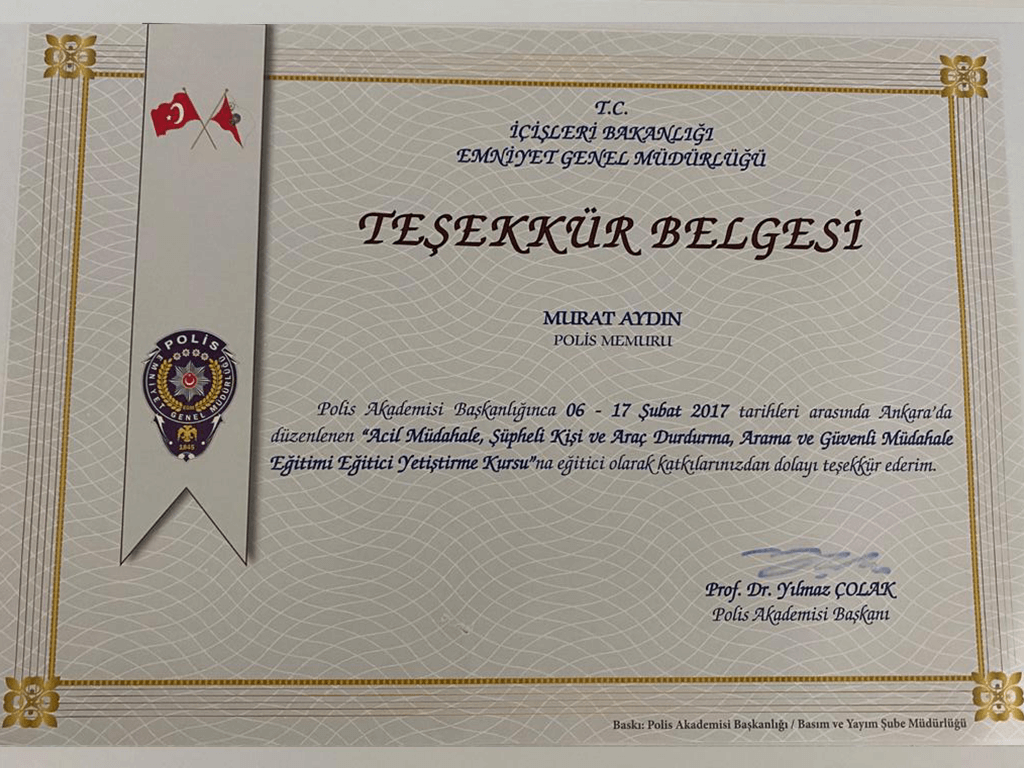 T.C.
İÇİŞLERİ BAKANLIĞI
EMNİYET GENEL MÜDÜRLÜĞÜ
TEŞEKKÜR BELGESİ
MURAT AYDIN
POLİS MEMURU
Polis Akademisi Başkanlığınca 06 - 17 Şubat 2017 tarihleri arasında Ankara'da
düzenlenen "Acil Müdahale, Şüpheli Kişi ve Araç Durdurma, Arama ve Güvenli Müdahale
Eğitimi Eğitici Yetiştirme Kursu"na eğitici olarak katkılarınızdan dolayı teşekkür ederim.
POLİS
EMNİYET GENEL MÜDÜRLÜĞÜ
1845
Prof. Dr. Yılmaz ÇOLAK
Polis Akademisi Başkanı
Baskı: Polis Akademisi Başkanlığı / Basım ve Yayım Şube Müdürlüğü